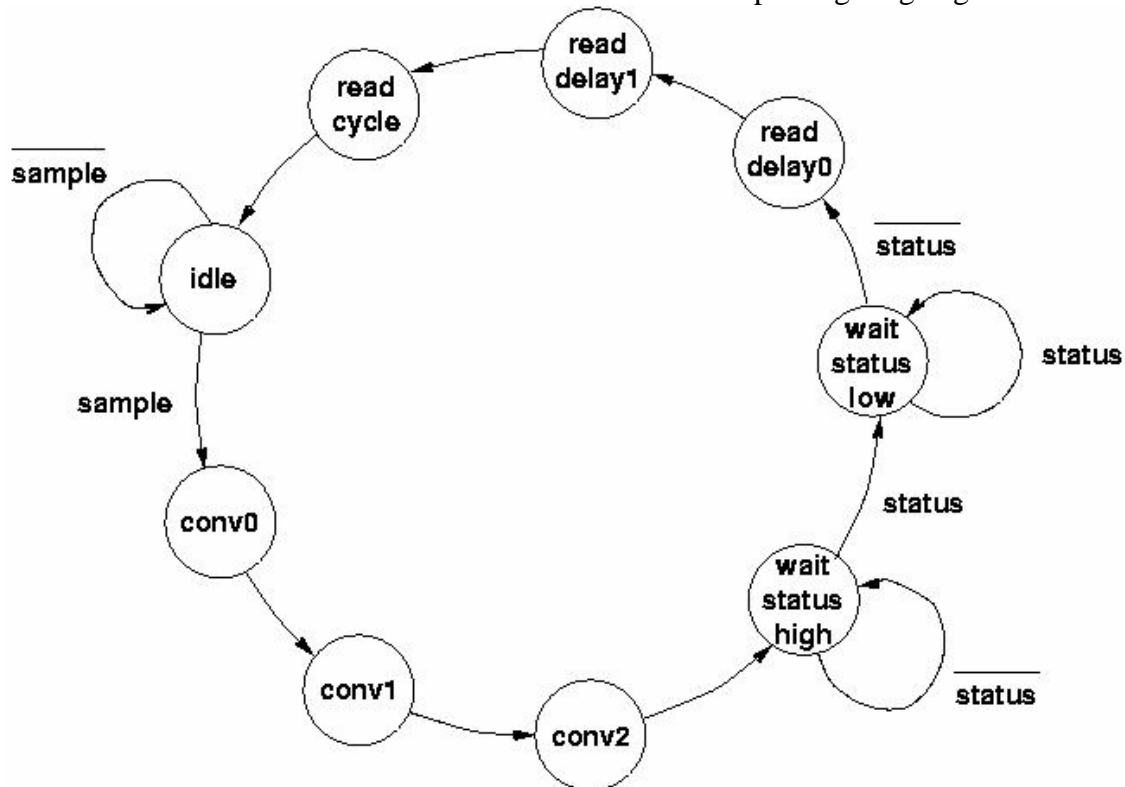 read
delay1
read
cycle
read
delay0
sample
idle
status
wait
status
low
status
sample
status
conv0
wait
status
high
conv1
status
conv2